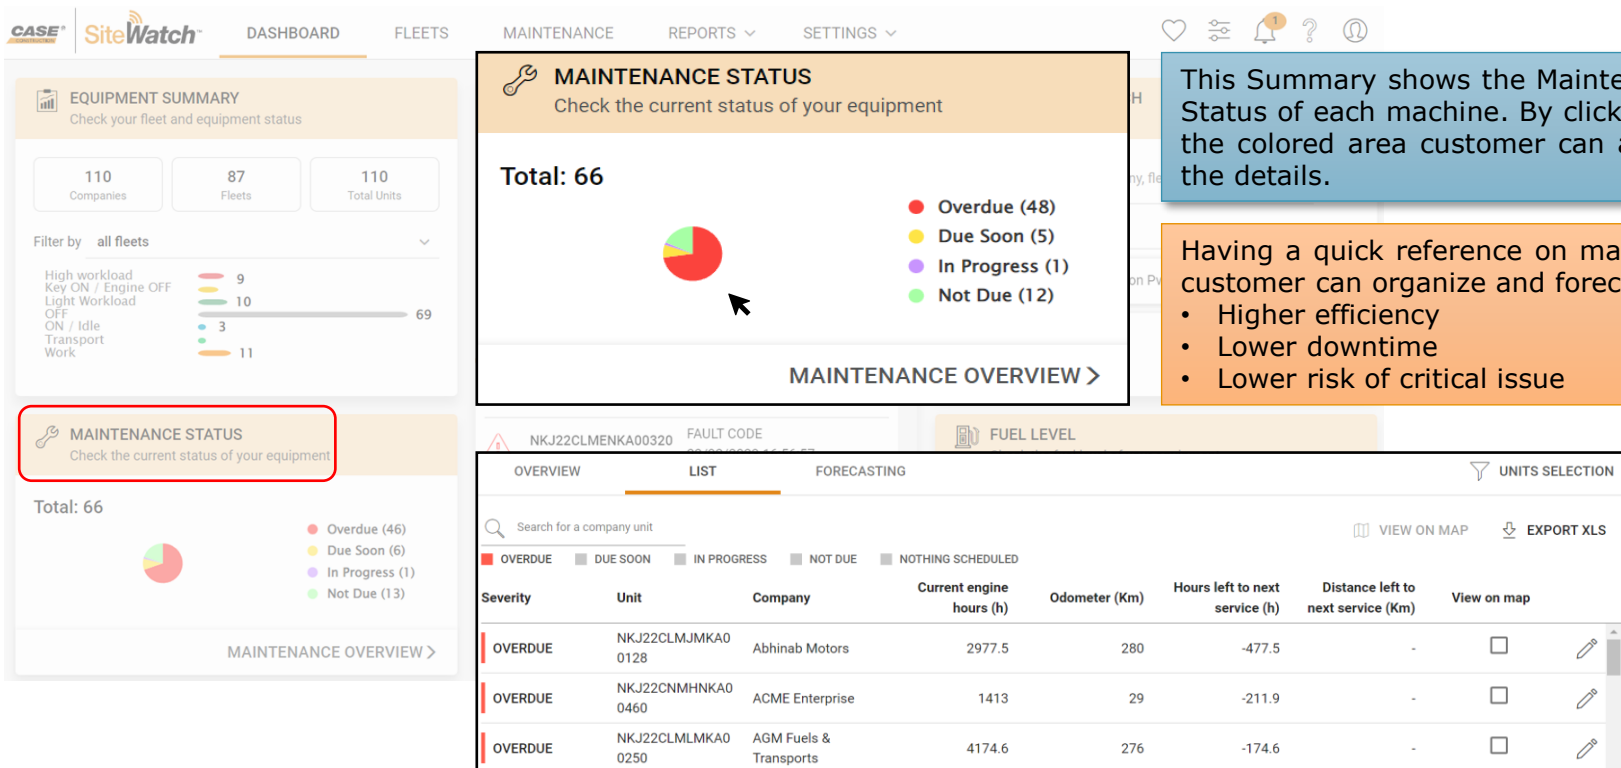 CASE CONSTRUCTION SiteWatch DASHBOARD FLEETS MAINTENANCE REPORTS SETTINGS 1
EQUIPMENT SUMMARY
Check your fleet and equipment status
110 87 110
Companies Fleets Total Units
Filter by all fleets
High workload 9
Key ON / Engine OFF
Light Workload 10
OFF 69
ON / Idle 3
Transport
Work 11
MAINTENANCE STATUS
Check the current status of your equipment
Total: 66
Overdue (46)
Due Soon (6)
In Progress (1)
Not Due (13)
MAINTENANCE OVERVIEW >
MAINTENANCE STATUS
Check the current status of your equipment
Total: 66
Overdue (48)
Due Soon (5)
In Progress (1)
Not Due (12)
MAINTENANCE OVERVIEW >
This Summary shows the Mainte
Status of each machine. By click
the colored area customer can a
the details.
Having a quick reference on ma
customer can organize and forec
• Higher efficiency
• Lower downtime
• Lower risk of critical issue
NKJ22CLMENKA00320 FAULT CODE
FUEL LEVEL
OVERVIEW LIST FORECASTING UNITS SELECTION
Search for a company unit VIEW ON MAP EXPORT XLS
OVERDUE DUE SOON IN PROGRESS NOT DUE NOTHING SCHEDULED
Severity Unit Company Current engine hours (h) Odometer (Km) Hours left to next service (h) Distance left to next service (Km) View on map
OVERDUE NKJ22CLMJMKA0 0128 Abhinab Motors 2977.5 280 -477.5 -
OVERDUE NKJ22CNMHNKA0 0460 ACME Enterprise 1413 29 -211.9 -
OVERDUE NKJ22CLMLMKA0 0250 AGM Fuels & Transports 4174.6 276 -174.6 -